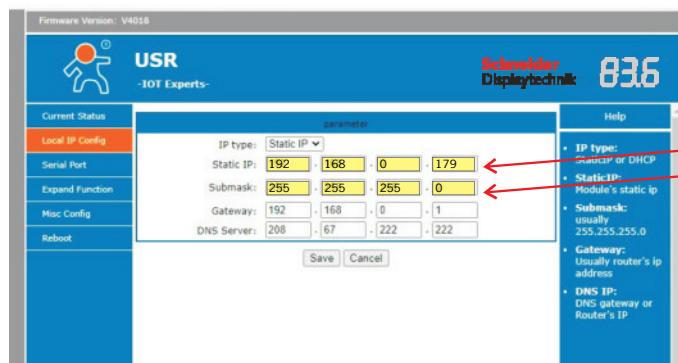 Firmware Version: V4018
USR
-IOT Experts-
Schneider
Displaytechnik
83.6
Current Status
Local IP Config
Serial Port
Expand Function
Misc Config
Reboot
parameter
IP type: Static IP
Static IP: 192 . 168 . 0 . 179
Submask: 255 . 255 . 255 . 0
Gateway: 192 . 168 . 0 . 1
DNS Server: 208 . 67 . 222 . 222
Save Cancel
Help
• IP type:
StaticIP or DHCP
• StaticIP:
Module's static ip
• Submask:
usually
255.255.255.0
• Gateway:
Usually router's ip
address
• DNS IP:
DNS gateway or
Router's IP